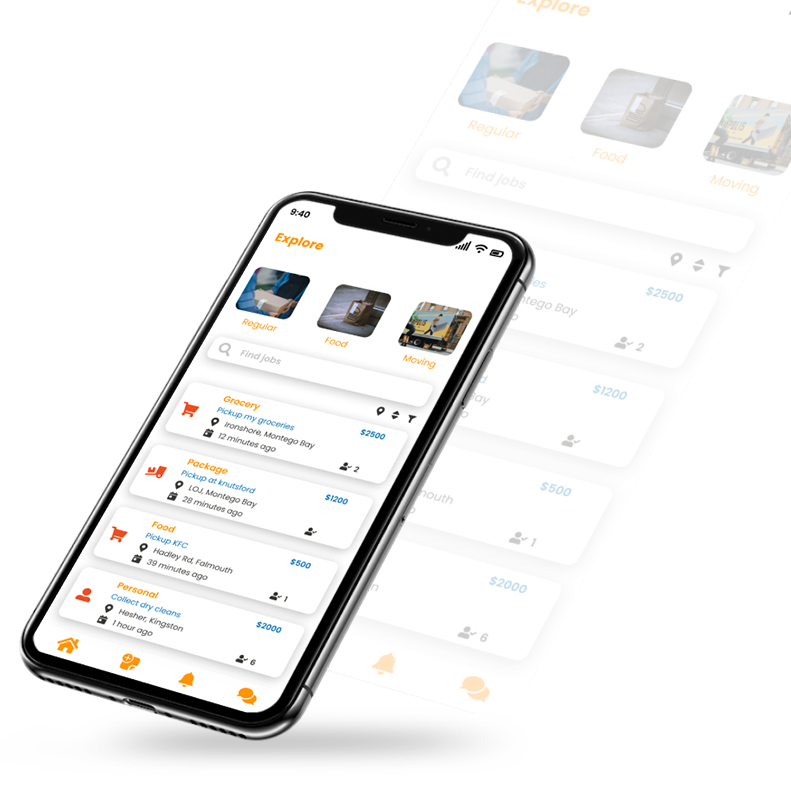 9:40
Explore
Regular
Food
Moving
Find jobs
Grocery
Pickup my groceries
$2500
Ironshore, Montego Bay
12 minutes ago
2
Package
Pickup at knutsford
$1200
LOJ, Montego Bay
28 minutes ago
Food
Pickup KFC
$500
Hadley Rd, Falmouth
39 minutes ago
1
Personal
Collect dry cleans
$2000
Hesher, Kingston
1 hour ago
6
Explore
Regular
Food
Moving
Find jobs
$2500
ntego Bay
2
$1200
$500
mouth
1
$2000
6